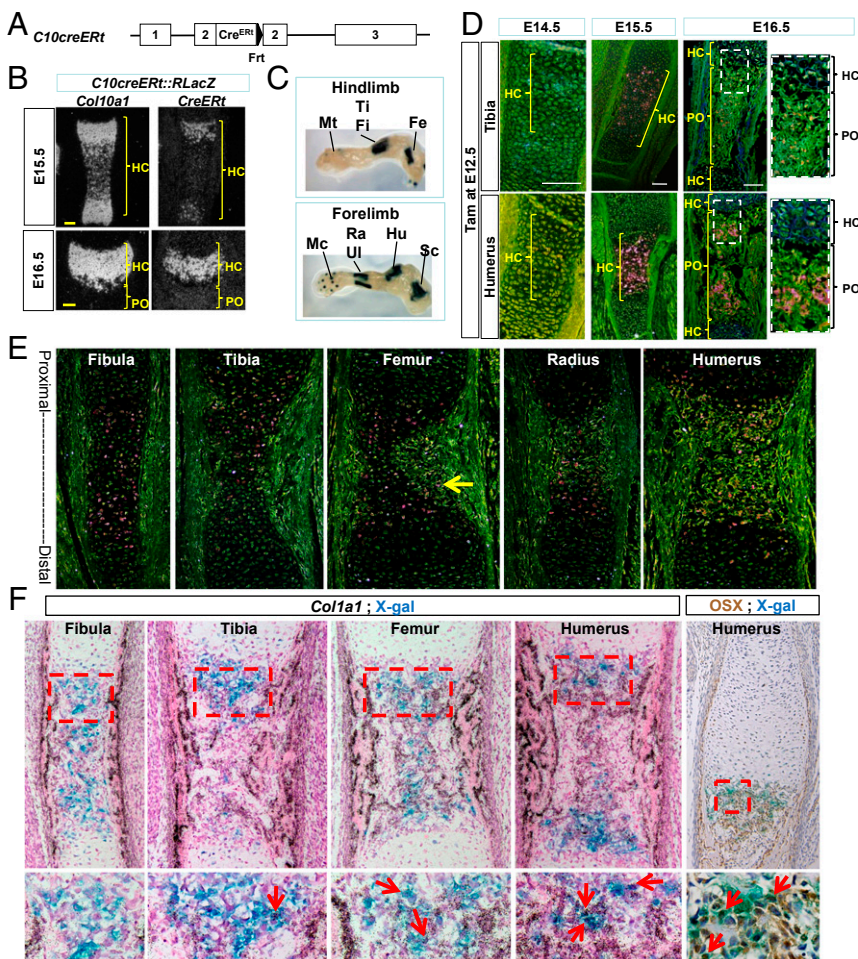 A
C10creERt
1
2
Cre^ERt
2
3
Frt
B
C10creERt::RLacZ
Col10a1
CreERt
E15.5
HC
HC
E16.5
HC
HC
PO
PO
C
Hindlimb
Ti
Mt
Fi
Fe
Forelimb
Ra
Mc
Ul
Hu
Sc
D
E14.5
E15.5
E16.5
Tam at E12.5
Tibia
HC
HC
HC
PO
HC
HC
PO
Humerus
HC
HC
HC
PO
HC
HC
PO
E
Proximal--------------------------Distal
Fibula
Tibia
Femur
Radius
Humerus
F
Col1a1 ; X-gal
OSX ; X-gal
Fibula
Tibia
Femur
Humerus
Humerus